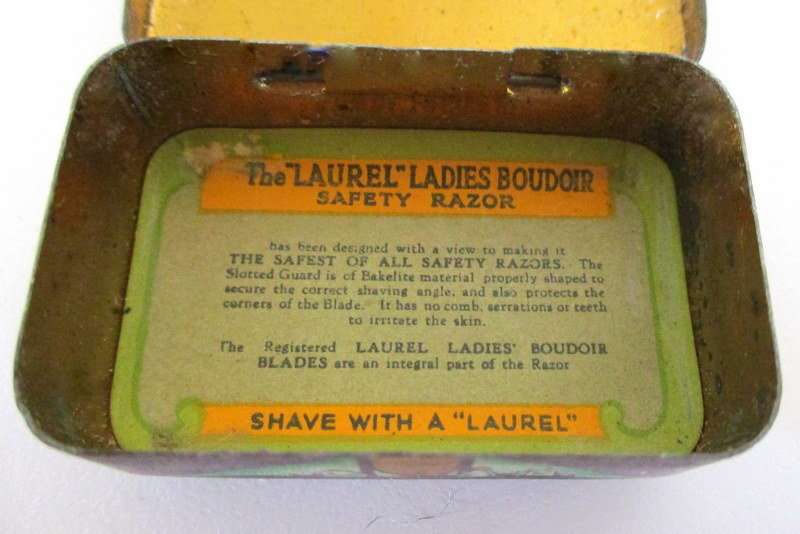 The "LAUREL" LADIES BOUDOIR
SAFETY RAZOR
has been designed with a view to making it
THE SAFEST OF ALL SAFETY RAZORS. The
Slotted Guard is of Bakelite material properly shaped to
secure the correct shaving angle, and also protects the
corners of the Blade. It has no comb, serrations or teeth
to irritate the skin.
The Registered LAUREL LADIES' BOUDOIR
BLADES are an integral part of the Razor
SHAVE WITH A "LAUREL"